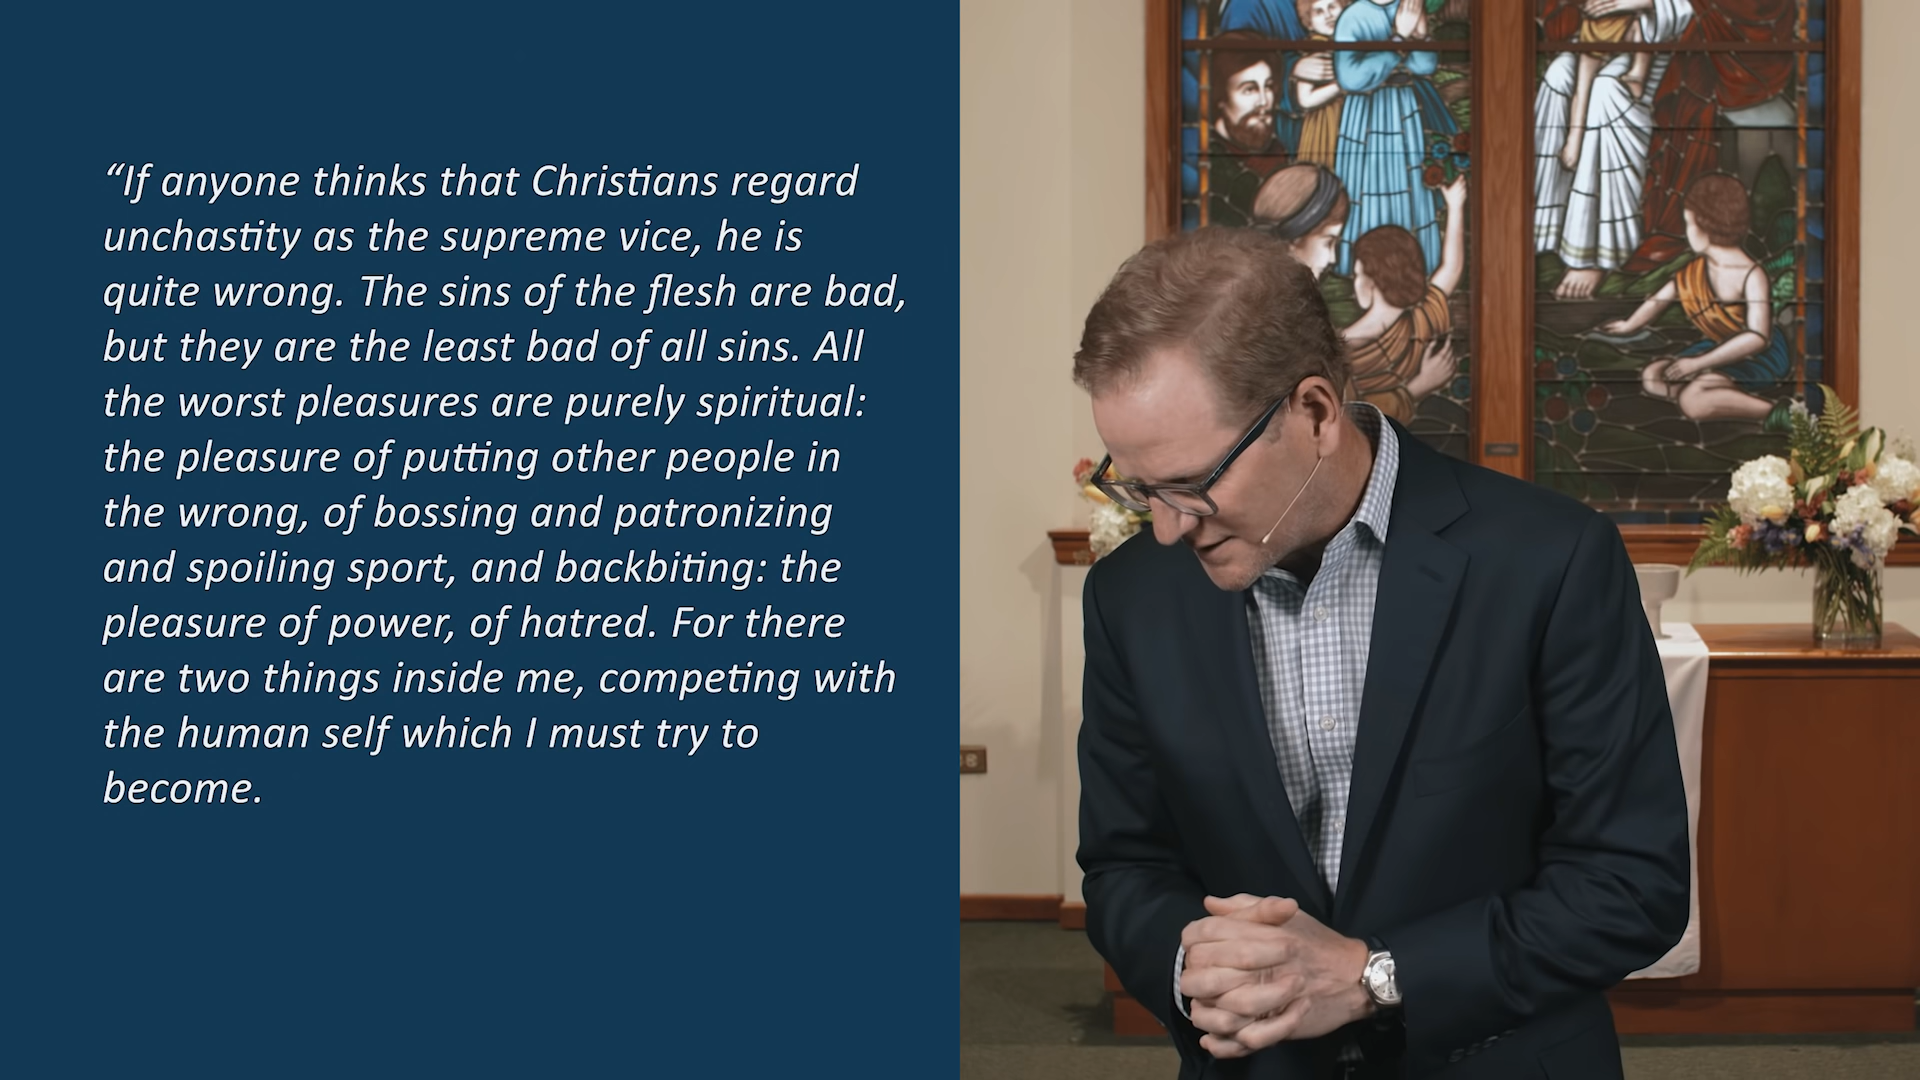 “If anyone thinks that Christians regard
unchastity as the supreme vice, he is
quite wrong. The sins of the flesh are bad,
but they are the least bad of all sins. All
the worst pleasures are purely spiritual:
the pleasure of putting other people in
the wrong, of bossing and patronizing
and spoiling sport, and backbiting: the
pleasure of power, of hatred. For there
are two things inside me, competing with
the human self which I must try to
become.